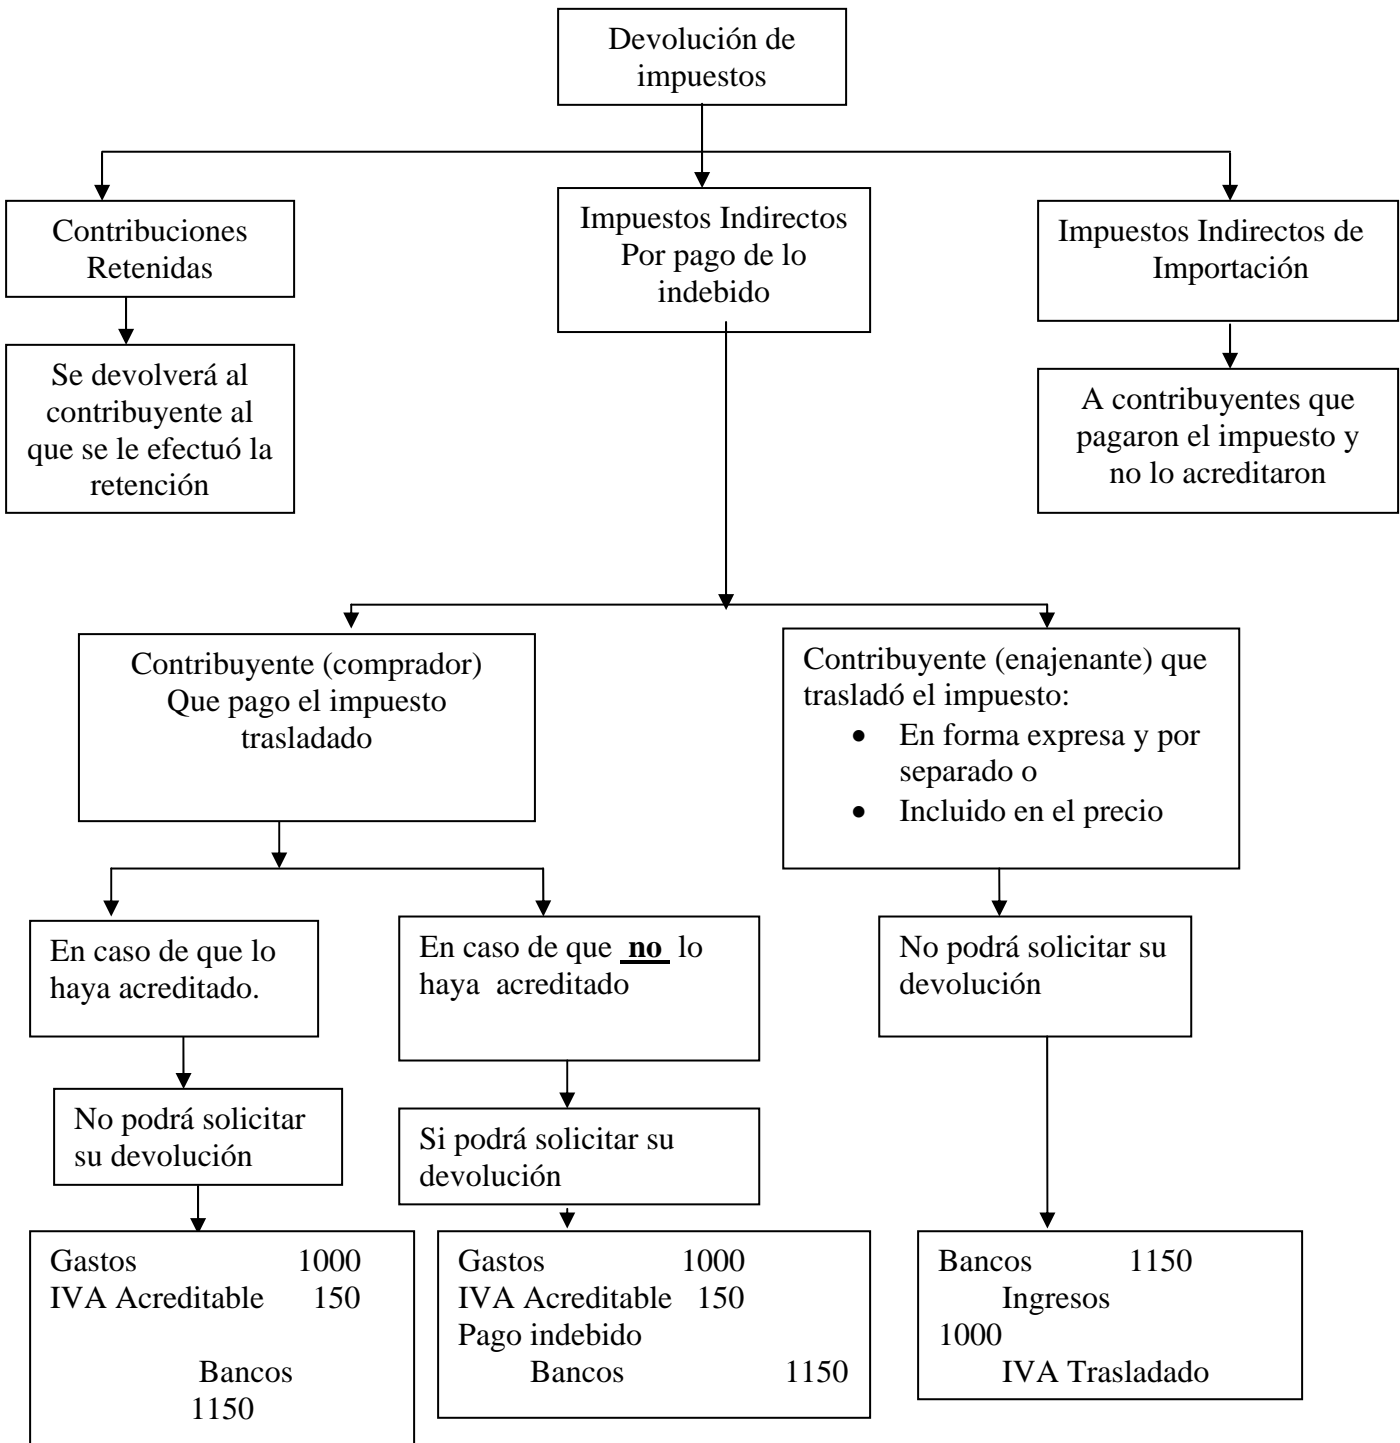 Devolución de
impuestos
Contribuciones
Retenidas
Impuestos Indirectos
Por pago de lo
indebido
Impuestos Indirectos de
Importación
Se devolverá al
contribuyente al
que se le efectuó la
retención
A contribuyentes que
pagaron el impuesto y
no lo acreditaron
Contribuyente (comprador)
Que pago el impuesto
trasladado
Contribuyente (enajenante) que
trasladó el impuesto:
• En forma expresa y por
separado o
• Incluido en el precio
En caso de que lo
haya acreditado.
En caso de que no lo
haya acreditado
No podrá solicitar su
devolución
No podrá solicitar
su devolución
Si podrá solicitar su
devolución
Gastos 1000
IVA Acreditable 150
Bancos
1150
Gastos 1000
IVA Acreditable 150
Pago indebido
Bancos 1150
Bancos 1150
Ingresos
1000
IVA Trasladado